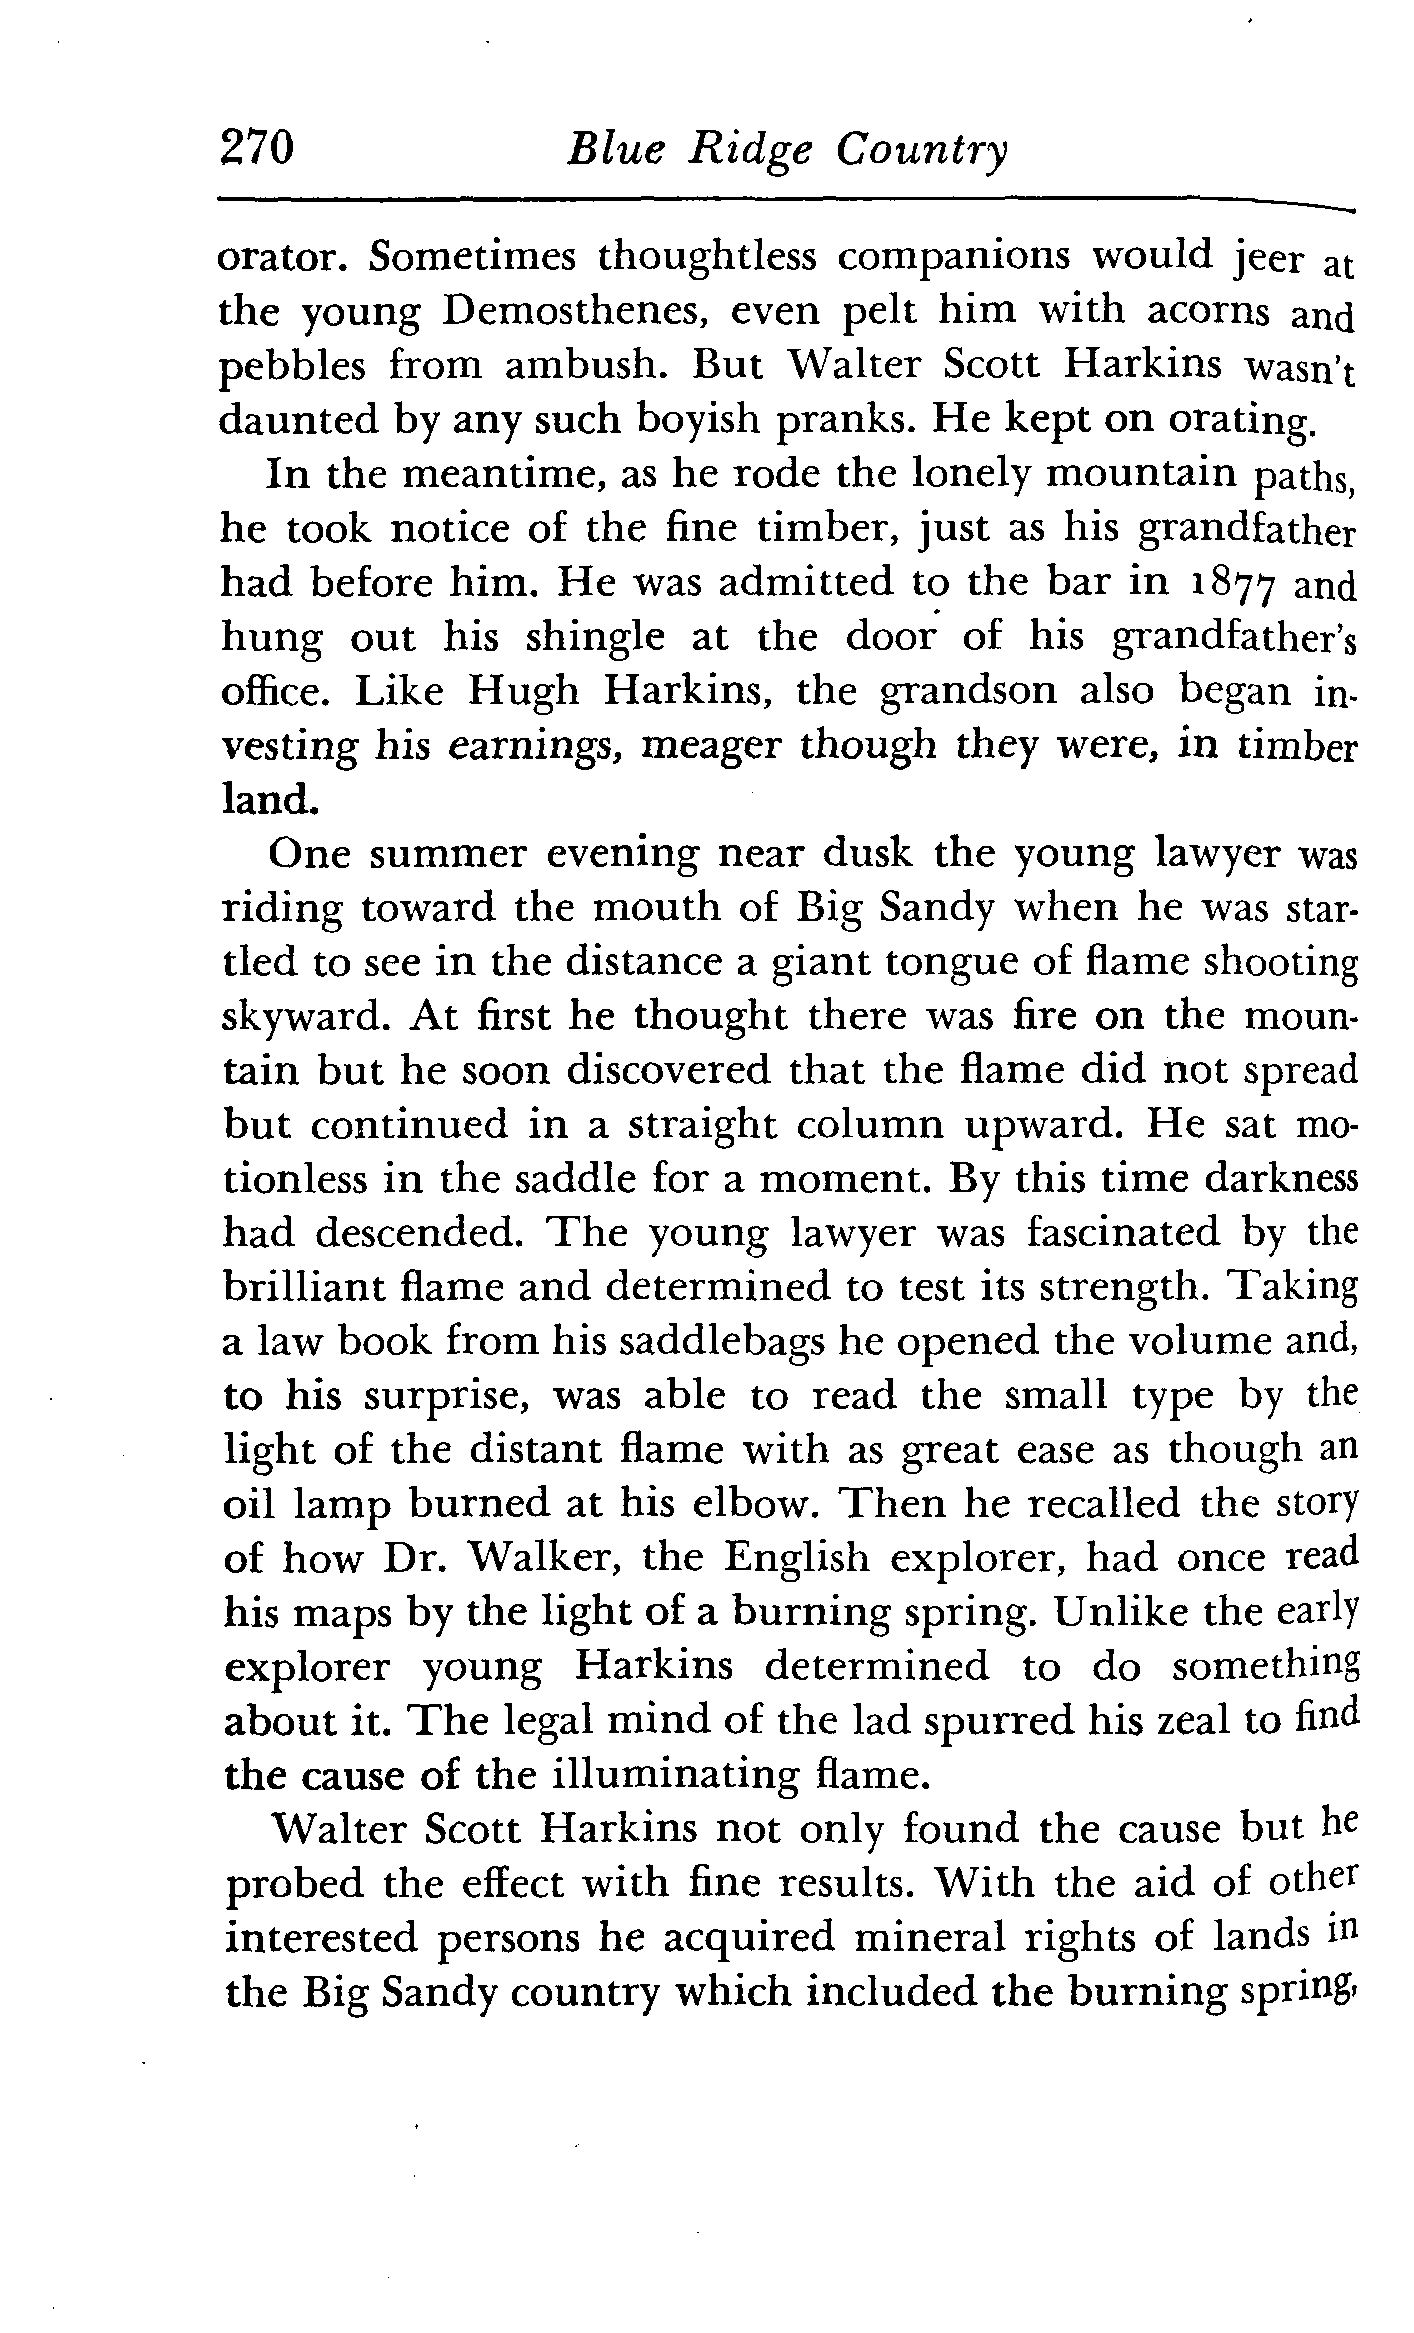 270 Blue Ridge Country
orator. Sometimes thoughtless companions would jeer at
the young Demosthenes, even pelt him with acorns and
pebbles from ambush. But Walter Scott Harkins wasn't
daunted by any such boyish pranks. He kept on orating.
In the meantime, as he rode the lonely mountain paths,
he took notice of the fine timber, just as his grandfather
had before him. He was admitted to the bar in 1877 and
hung out his shingle at the door of his grandfather's
office. Like Hugh Harkins, the grandson also began in-
vesting his earnings, meager though they were, in timber
land.
One summer evening near dusk the young lawyer was
riding toward the mouth of Big Sandy when he was star-
tled to see in the distance a giant tongue of flame shooting
skyward. At first he thought there was fire on the moun-
tain but he soon discovered that the flame did not spread
but continued in a straight column upward. He sat mo-
tionless in the saddle for a moment. By this time darkness
had descended. The young lawyer was fascinated by the
brilliant flame and determined to test its strength. Taking
a law book from his saddlebags he opened the volume and,
to his surprise, was able to read the small type by the
light of the distant flame with as great ease as though an
oil lamp burned at his elbow. Then he recalled the story
of how Dr. Walker, the English explorer, had once read
his maps by the light of a burning spring. Unlike the early
explorer young Harkins determined to do something
about it. The legal mind of the lad spurred his zeal to find
the cause of the illuminating flame.
Walter Scott Harkins not only found the cause but he
probed the effect with fine results. With the aid of other
interested persons he acquired mineral rights of lands in
the Big Sandy country which included the burning spring,